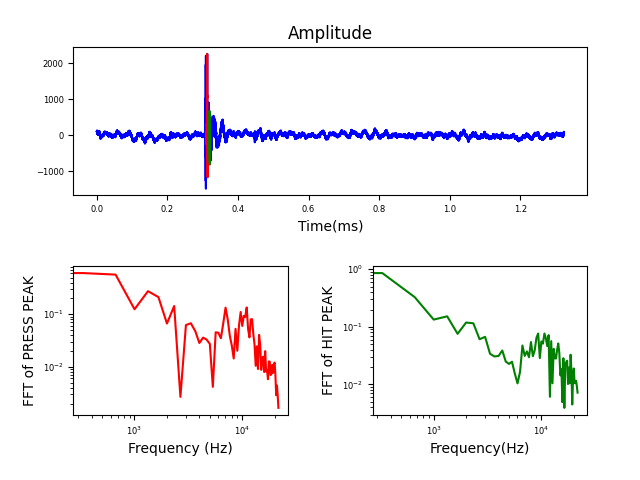 Amplitude
2000
1000
0
−1000
0.0 0.2 0.4 0.6 0.8 1.0 1.2
Time(ms)
FFT of PRESS PEAK
10⁻¹
10⁻²
10³ 10⁴
Frequency (Hz)
FFT of HIT PEAK
10⁰
10⁻¹
10⁻²
10³ 10⁴
Frequency(Hz)